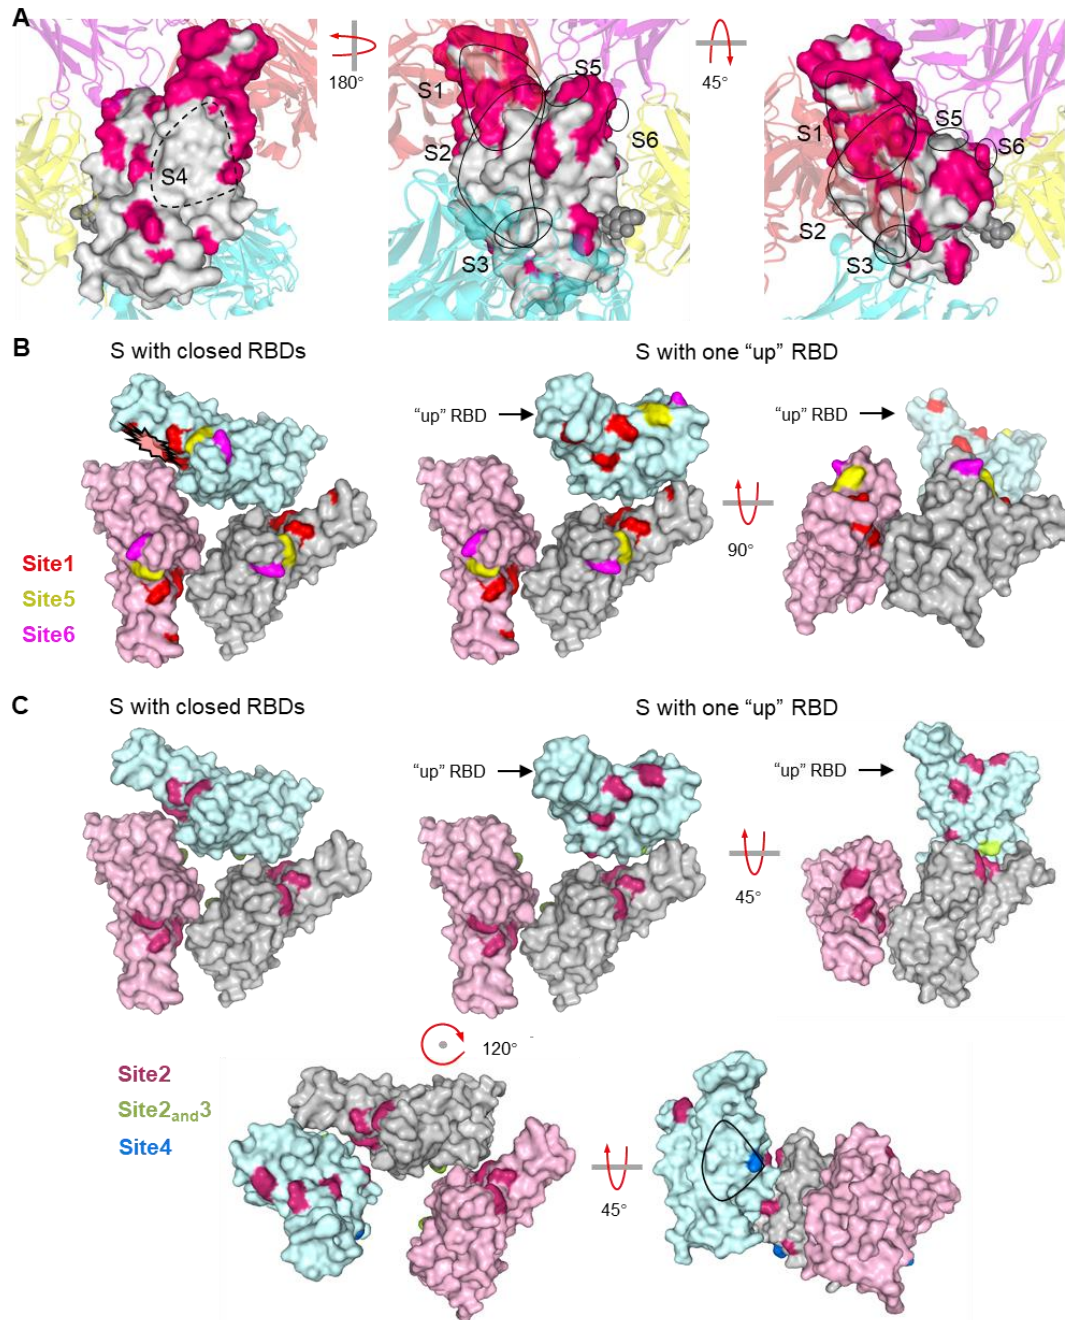 A
180°
45°
S4
S1
S2
S3
S5
S6
S1
S2
S3
S5
S6
B
S with closed RBDs
S with one “up” RBD
“up” RBD
“up” RBD
90°
Site1
Site5
Site6
C
S with closed RBDs
S with one “up” RBD
“up” RBD
“up” RBD
45°
120°
Site2
Site2and3
Site4
45°